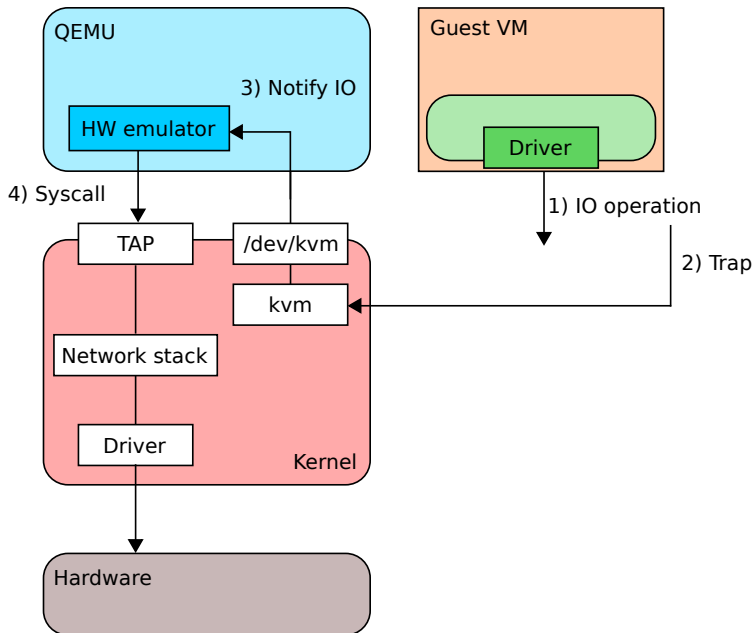 QEMU
Guest VM
3) Notify IO
HW emulator
Driver
4) Syscall
1) IO operation
TAP
/dev/kvm
2) Trap
kvm
Network stack
Driver
Kernel
Hardware